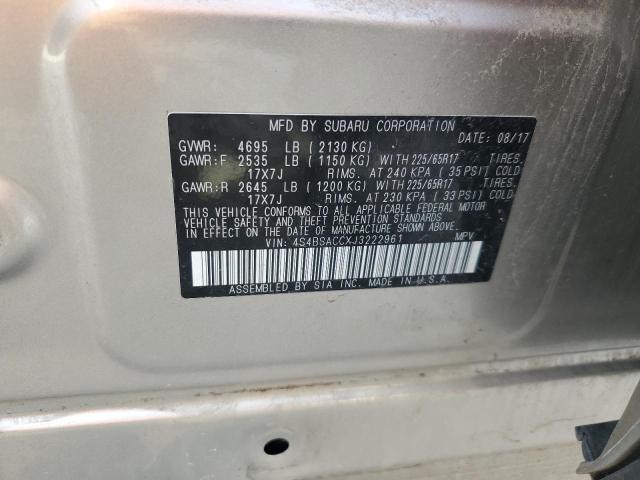 MFD BY SUBARU CORPORATION DATE: 08/17
GVWR: 4695 LB ( 2130 KG)
GAWR:F 2535 LB ( 1150 KG) WITH 225/65R17 TIRES.
17X7J RIMS. AT 240 KPA ( 35 PSI) COLD
GAWR:R 2645 LB ( 1200 KG) WITH 225/65R17 TIRES.
17X7J RIMS. AT 230 KPA ( 33 PSI) COLD
THIS VEHICLE CONFORMS TO ALL APPLICABLE FEDERAL MOTOR
VEHICLE SAFETY AND THEFT PREVENTION STANDARDS IN EFFECT
ON THE DATE OF MANUFACTURE SHOWN ABOVE.
VIN: 4S4BSACCXJ3222961 MPV
ASSEMBLED BY SIA INC. MADE IN U.S.A.